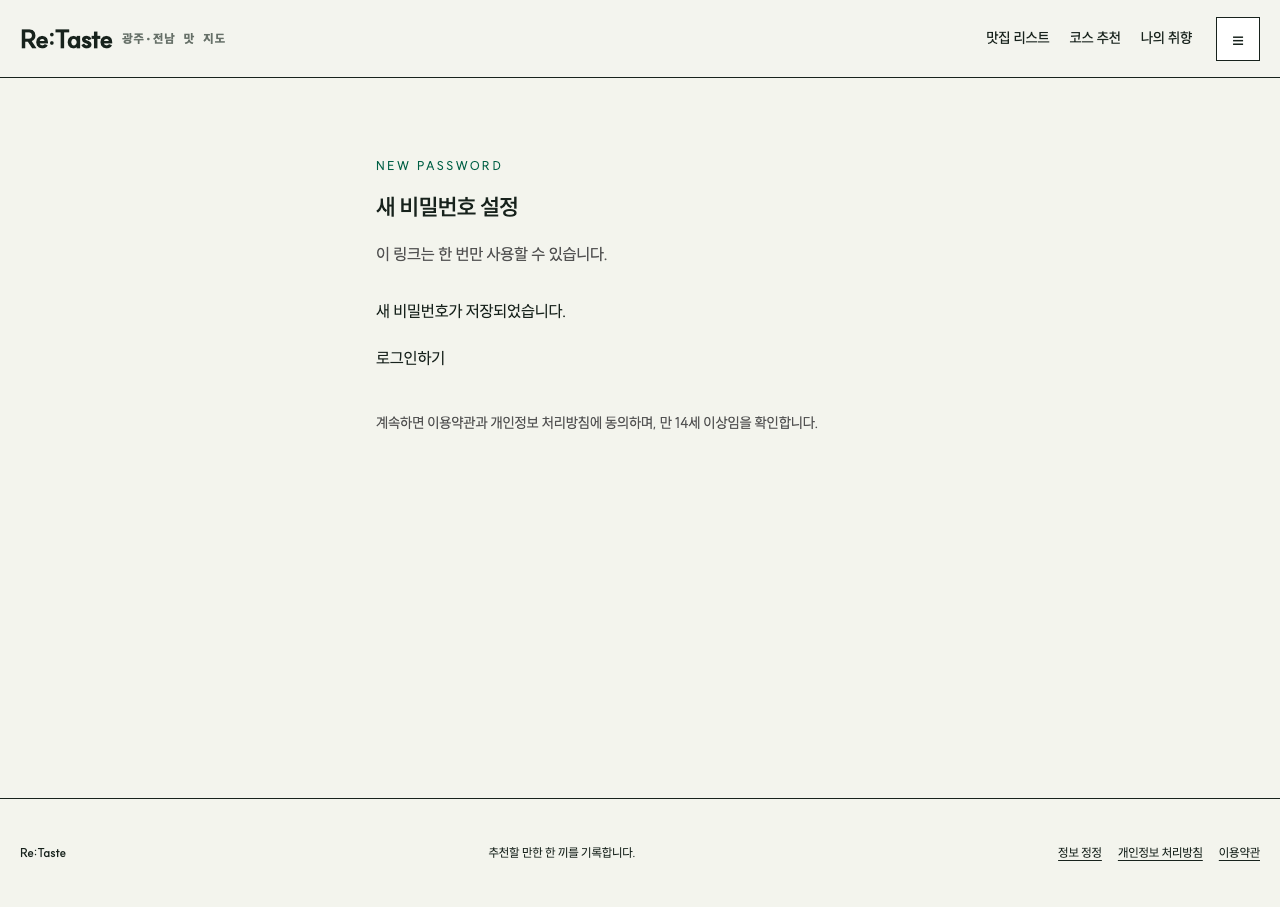 Re:Taste 광주·전남 맛 지도
맛집 리스트 코스 추천 나의 취향
NEW PASSWORD
새 비밀번호 설정
이 링크는 한 번만 사용할 수 있습니다.
새 비밀번호가 저장되었습니다.
로그인하기
계속하면 이용약관과 개인정보 처리방침에 동의하며, 만 14세 이상임을 확인합니다.
Re:Taste
추천할 만한 한 끼를 기록합니다.
정보 정정 개인정보 처리방침 이용약관